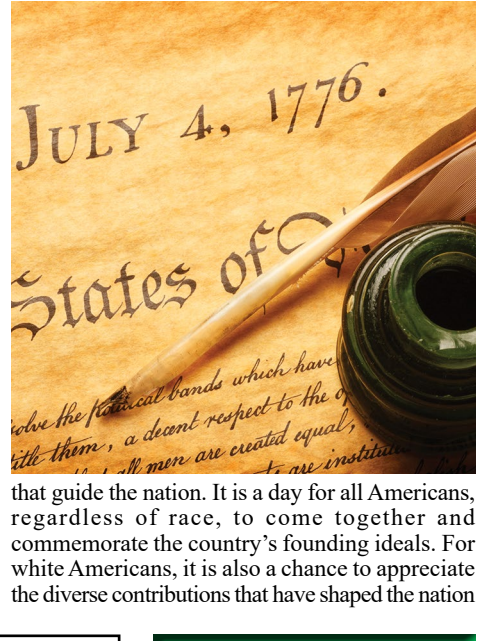 JULY 4, 1776.
States of
solve the political bands which have
title them, a decent respect to the
all men are created equal,
are
that guide the nation. It is a day for all Americans,
regardless of race, to come together and
commemorate the country’s founding ideals. For
white Americans, it is also a chance to appreciate
the diverse contributions that have shaped the nation